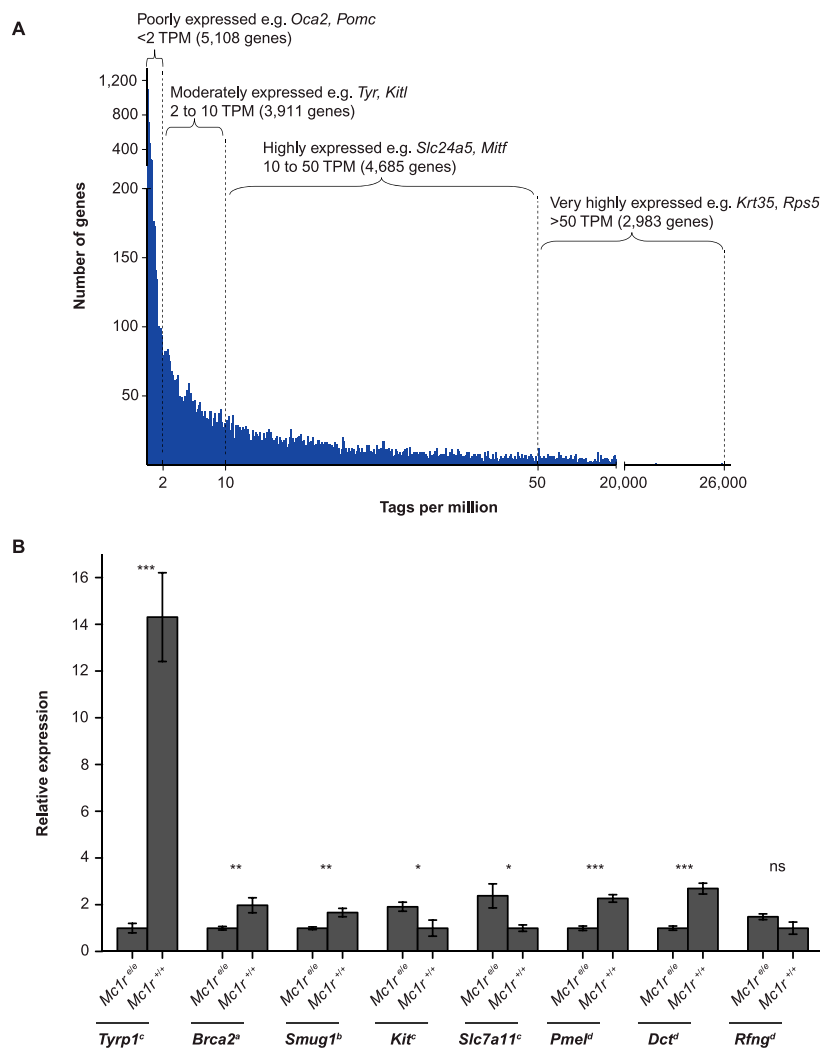 A
Poorly expressed e.g. Oca2, Pomc
<2 TPM (5,108 genes)
Moderately expressed e.g. Tyr, Kitl
2 to 10 TPM (3,911 genes)
Highly expressed e.g. Slc24a5, Mitf
10 to 50 TPM (4,685 genes)
Very highly expressed e.g. Krt35, Rps5
>50 TPM (2,983 genes)
Number of genes
1,200
800
400
200
150
100
50
2 10 50 20,000 26,000
Tags per million
B
Relative expression
16
14
12
10
8
6
4
2
0
*** ** ** * * *** *** ns
Mc1r e/e Mc1r +/+ Mc1r e/e Mc1r +/+ Mc1r e/e Mc1r +/+ Mc1r e/e Mc1r +/+ Mc1r e/e Mc1r +/+ Mc1r e/e Mc1r +/+ Mc1r e/e Mc1r +/+ Mc1r e/e Mc1r +/+
Tyrp1ᶜ Brca2ᵃ Smug1ᵇ Kitᶜ Slc7a11ᶜ Pmelᵈ Dctᵈ Rfngᵈ